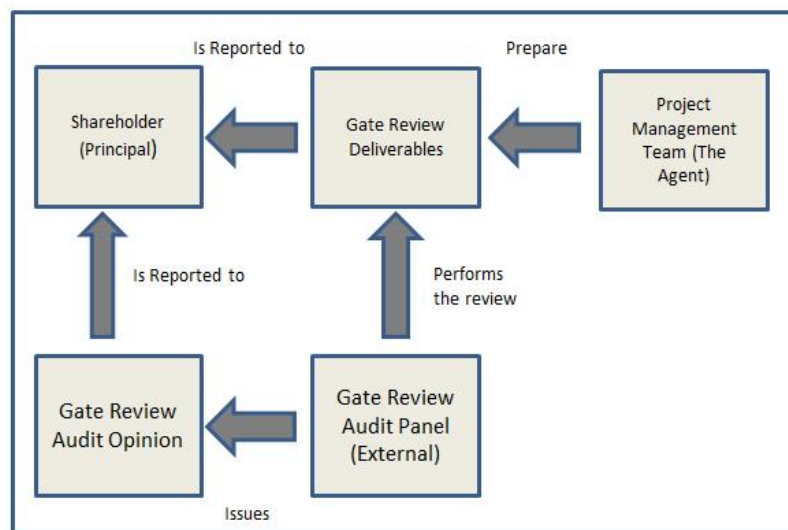 Is Reported to
Prepare
Shareholder
(Principal)
Gate Review
Deliverables
Project
Management
Team (The
Agent)
Is Reported to
Performs
the review
Gate Review
Audit Opinion
Gate Review
Audit Panel
(External)
Issues